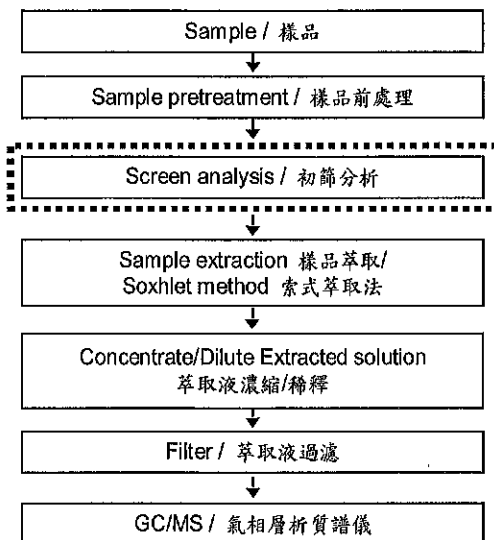 Sample / 樣品
Sample pretreatment / 樣品前處理
Screen analysis / 初篩分析
Sample extraction 樣品萃取/
Soxhlet method 索式萃取法
Concentrate/Dilute Extracted solution
萃取液濃縮/稀釋
Filter / 萃取液過濾
GC/MS / 氣相層析質譜儀